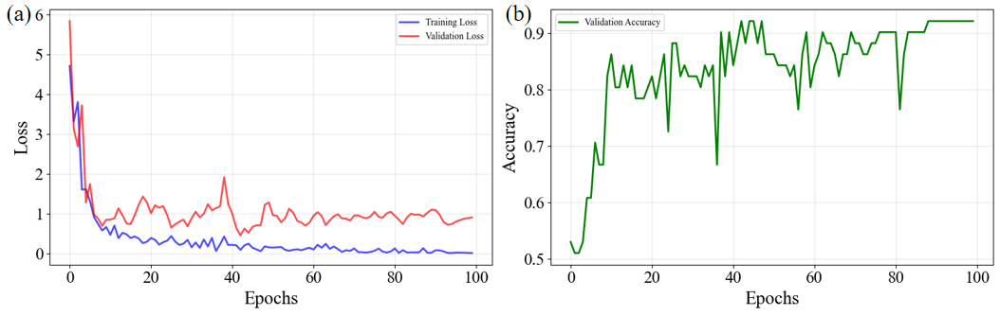 (a)
6
5
4
3
2
1
0
Loss
Training Loss
Validation Loss
0 20 40 60 80 100
Epochs
(b)
0.9
0.8
0.7
0.6
0.5
Accuracy
Validation Accuracy
0 20 40 60 80 100
Epochs